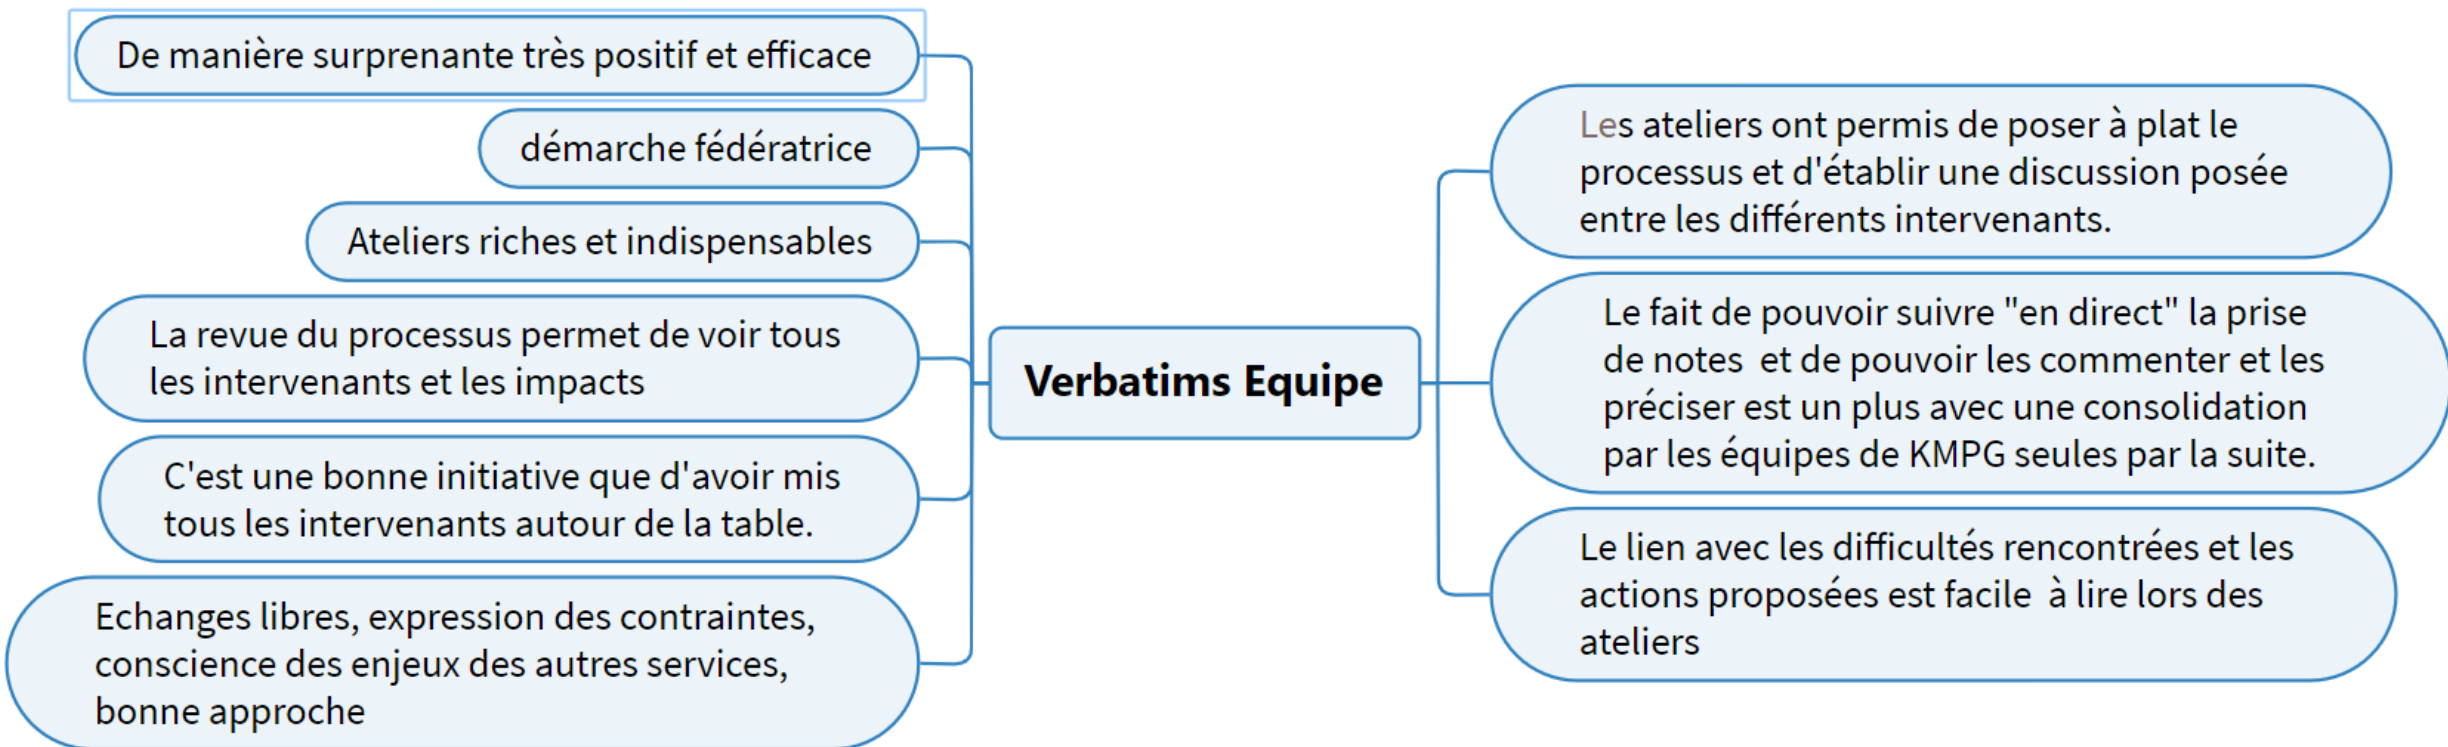 De manière surprenante très positif et efficace
démarche fédératrice
Ateliers riches et indispensables
La revue du processus permet de voir tous
les intervenants et les impacts
C'est une bonne initiative que d'avoir mis
tous les intervenants autour de la table.
Echanges libres, expression des contraintes,
conscience des enjeux des autres services,
bonne approche
Verbatims Equipe
Les ateliers ont permis de poser à plat le
processus et d'établir une discussion posée
entre les différents intervenants.
Le fait de pouvoir suivre "en direct" la prise
de notes  et de pouvoir les commenter et les
préciser est un plus avec une consolidation
par les équipes de KMPG seules par la suite.
Le lien avec les difficultés rencontrées et les
actions proposées est facile  à lire lors des
ateliers